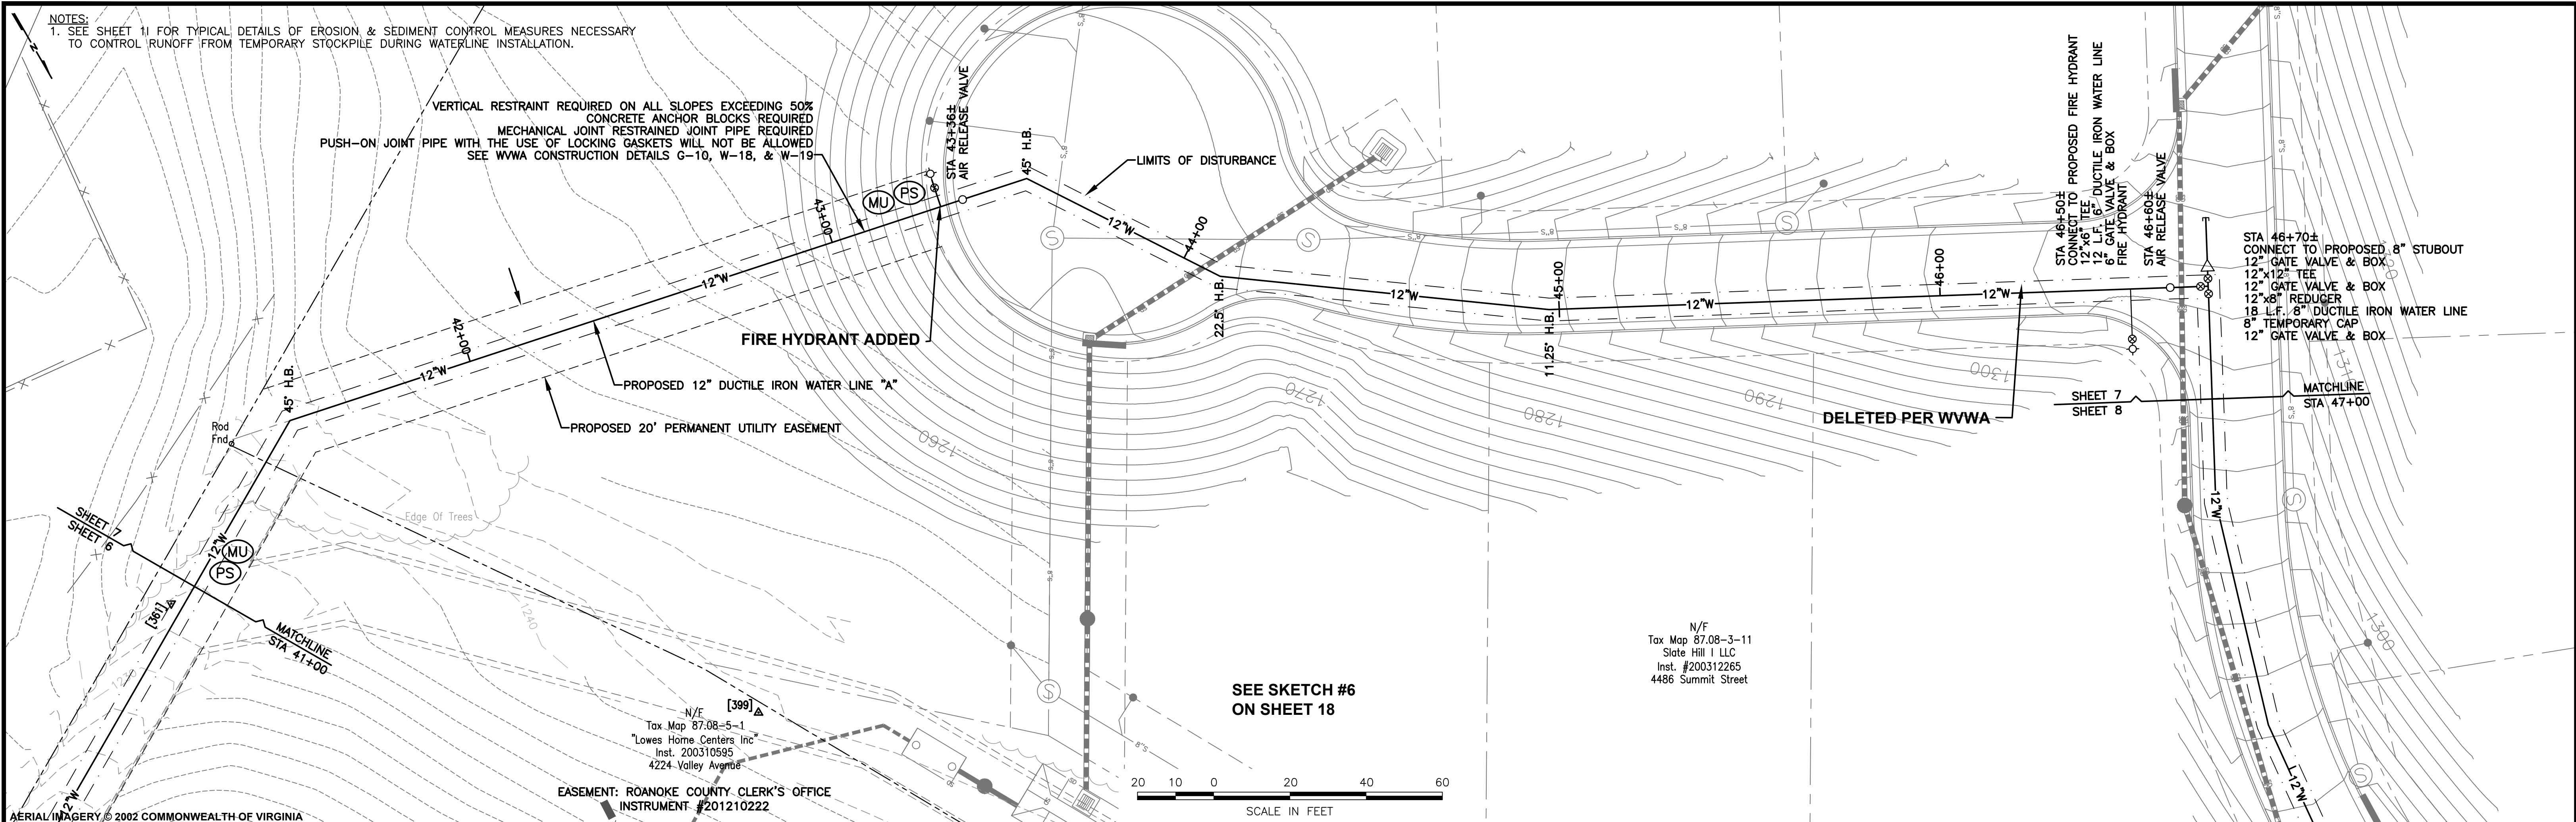 NOTES:
1. SEE SHEET 11 FOR TYPICAL DETAILS OF EROSION & SEDIMENT CONTROL MEASURES NECESSARY
TO CONTROL RUNOFF FROM TEMPORARY STOCKPILE DURING WATERLINE INSTALLATION.
N
VERTICAL RESTRAINT REQUIRED ON ALL SLOPES EXCEEDING 50%
CONCRETE ANCHOR BLOCKS REQUIRED
MECHANICAL JOINT RESTRAINED JOINT PIPE REQUIRED
PUSH-ON JOINT PIPE WITH THE USE OF LOCKING GASKETS WILL NOT BE ALLOWED
SEE WVWA CONSTRUCTION DETAILS G-10, W-18, & W-19
MU
PS
43+00
STA 43+36±
AIR RELEASE VALVE
45° H.B.
LIMITS OF DISTURBANCE
12"W
44+00
22.5° H.B.
12"W
45+00
11.25° H.B.
12"W
46+00
12"W
STA 46+50±
CONNECT TO PROPOSED FIRE HYDRANT
12"x6" TEE
12 L.F. 6" DUCTILE IRON WATER LINE
6" GATE VALVE & BOX
FIRE HYDRANT
STA 46+60±
AIR RELEASE VALVE
STA 46+70±
CONNECT TO PROPOSED 8" STUBOUT
12" GATE VALVE & BOX
12"x12" TEE
12" GATE VALVE & BOX
12"x8" REDUCER
18 L.F. 8" DUCTILE IRON WATER LINE
8" TEMPORARY CAP
12" GATE VALVE & BOX
MATCHLINE
STA 47+00
SHEET 7
SHEET 8
DELETED PER WVWA
FIRE HYDRANT ADDED
12"W
42+00
12"W
45° H.B.
PROPOSED 12" DUCTILE IRON WATER LINE "A"
PROPOSED 20' PERMANENT UTILITY EASEMENT
Rod
Fnd
Edge Of Trees
SHEET 7
SHEET 6
12"W
MU
PS
[361]
MATCHLINE
STA 41+00
12"W
1240
1260
1270
1280
1290
1300
1310
1320
1300
S
S
S
S
S
S
8"S
8"S
8"S
8"S
8"S
8"S
8"S
8"S
12"W
12"W
[399]
N/F
Tax Map 87.08-5-1
"Lowes Home Centers Inc"
Inst. 200310595
4224 Valley Avenue
EASEMENT: ROANOKE COUNTY CLERK'S OFFICE
INSTRUMENT #201210222
SEE SKETCH #6
ON SHEET 18
N/F
Tax Map 87.08-3-11
Slate Hill I LLC
Inst. #200312265
4486 Summit Street
20 10 0 20 40 60
SCALE IN FEET
AERIAL IMAGERY © 2002 COMMONWEALTH OF VIRGINIA